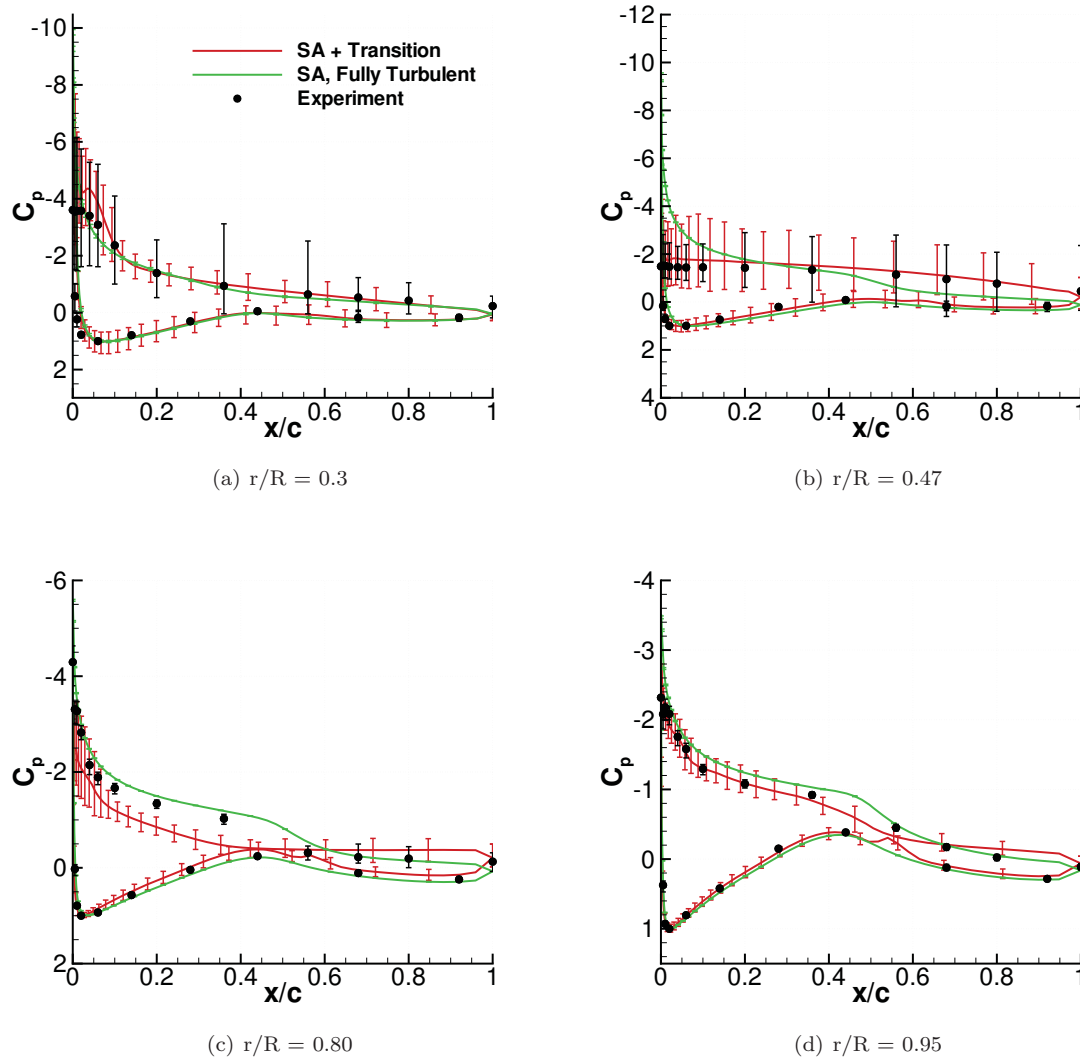 -10
-8
-6
-4
-2
0
2
C_p
SA + Transition
SA, Fully Turbulent
Experiment
0 0.2 0.4 0.6 0.8 1
x/c
(a) r/R = 0.3
-12
-10
-8
-6
-4
-2
0
2
4
C_p
0 0.2 0.4 0.6 0.8 1
x/c
(b) r/R = 0.47
-6
-4
-2
0
2
C_p
0 0.2 0.4 0.6 0.8 1
x/c
(c) r/R = 0.80
-4
-3
-2
-1
0
1
C_p
0 0.2 0.4 0.6 0.8 1
x/c
(d) r/R = 0.95